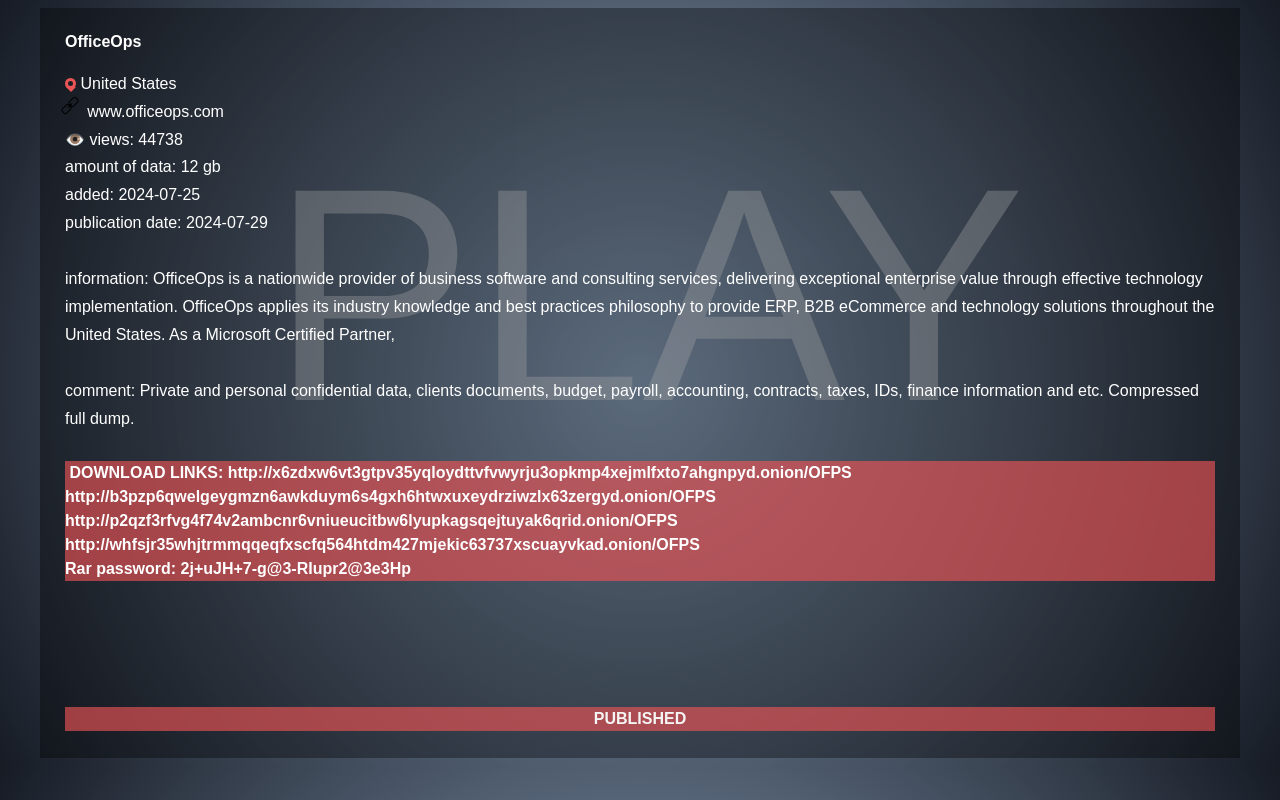 OfficeOps
United States
www.officeops.com
views: 44738
amount of data: 12 gb
added: 2024-07-25
publication date: 2024-07-29
PLAY
information: OfficeOps is a nationwide provider of business software and consulting services, delivering exceptional enterprise value through effective technology
implementation. OfficeOps applies its industry knowledge and best practices philosophy to provide ERP, B2B eCommerce and technology solutions throughout the
United States. As a Microsoft Certified Partner,
comment: Private and personal confidential data, clients documents, budget, payroll, accounting, contracts, taxes, IDs, finance information and etc. Compressed
full dump.
DOWNLOAD LINKS: http://x6zdxw6vt3gtpv35yqloydttvfvwyrju3opkmp4xejmlfxto7ahgnpyd.onion/OFPS
http://b3pzp6qwelgeygmzn6awkduym6s4gxh6htwxuxeydrziwzlx63zergyd.onion/OFPS
http://p2qzf3rfvg4f74v2ambcnr6vniueucitbw6lyupkagsqejtuyak6qrid.onion/OFPS
http://whfsjr35whjtrmmqqeqfxscfq564htdm427mjekic63737xscuayvkad.onion/OFPS
Rar password: 2j+uJH+7-g@3-RIupr2@3e3Hp
PUBLISHED